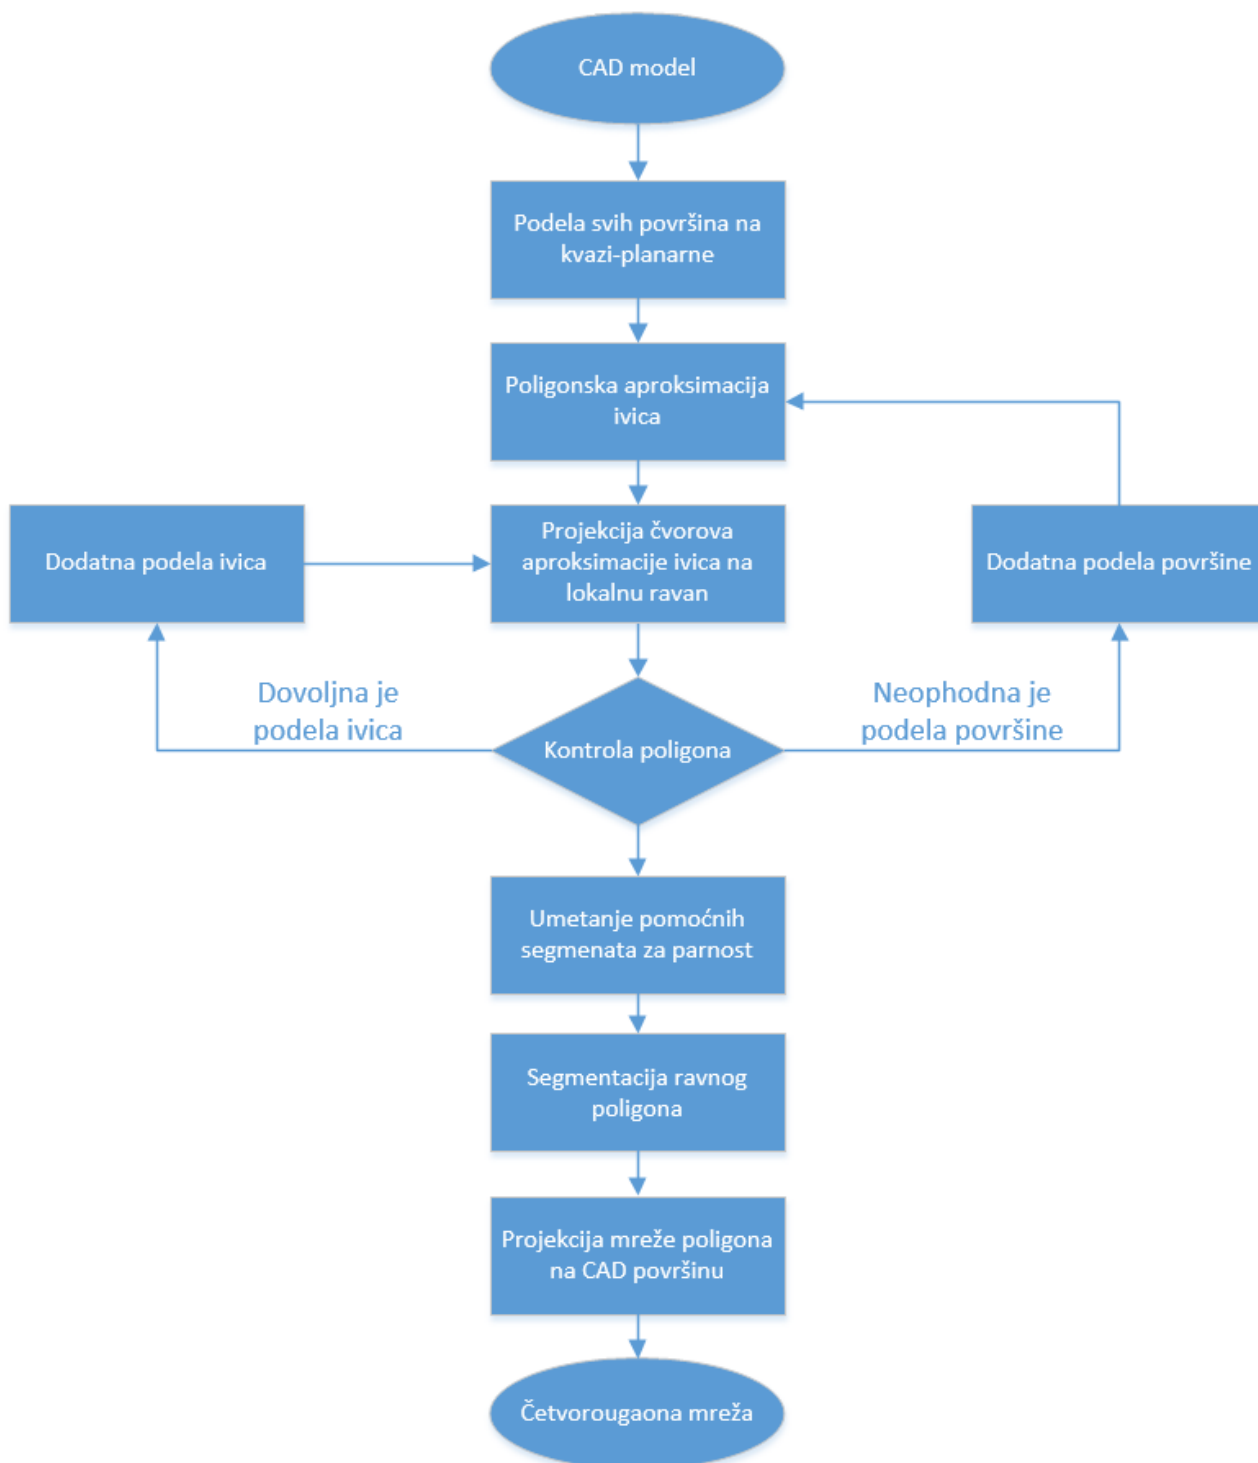 CAD model
Podela svih površina na
kvazi-planarne
Poligonska aproksimacija
ivica
Dodatna podela ivica
Projekcija čvorova
aproksimacije ivica na
lokalnu ravan
Dodatna podela površine
Dovoljna je
podela ivica
Neophodna je
podela površine
Kontrola poligona
Umetanje pomoćnih
segmenata za parnost
Segmentacija ravnog
poligona
Projekcija mreže poligona
na CAD površinu
Četvorougaona mreža